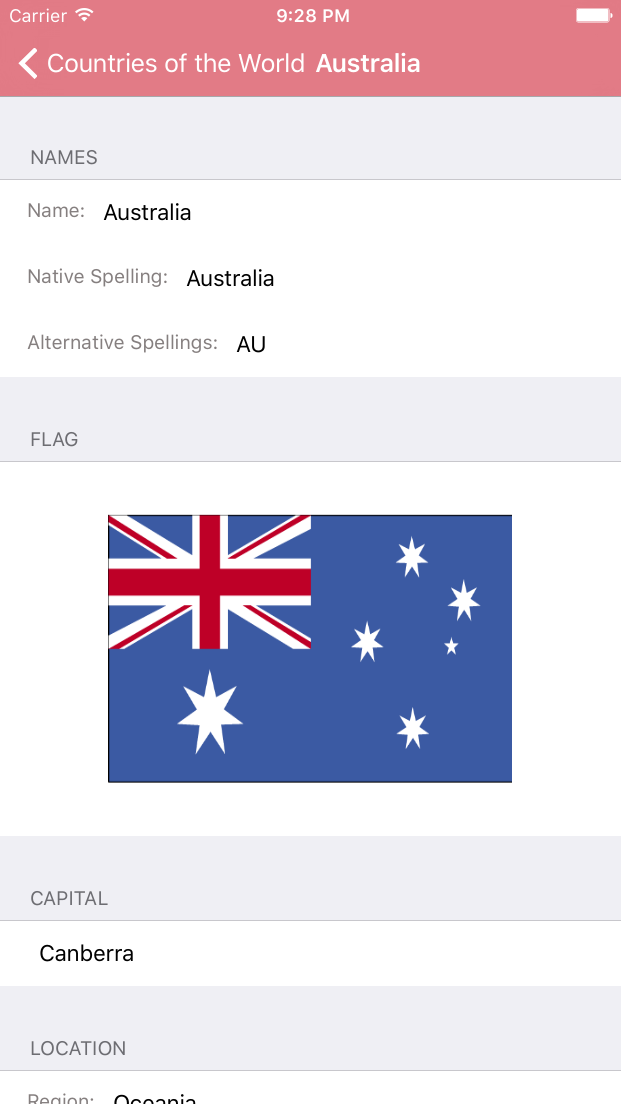 Carrier 9:28 PM
Countries of the World Australia
NAMES
Name: Australia
Native Spelling: Australia
Alternative Spellings: AU
FLAG
CAPITAL
Canberra
LOCATION
Region: Oceania